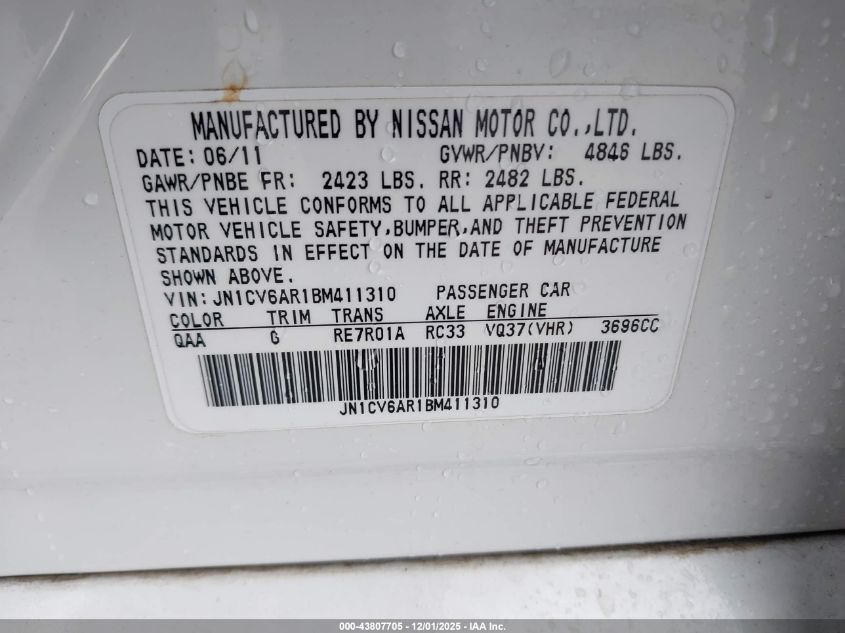 MANUFACTURED BY NISSAN MOTOR CO.,LTD.
DATE: 06/11 GVWR/PNBV: 4846 LBS.
GAWR/PNBE FR: 2423 LBS. RR: 2482 LBS.
THIS VEHICLE CONFORMS TO ALL APPLICABLE FEDERAL
MOTOR VEHICLE SAFETY,BUMPER,AND THEFT PREVENTION
STANDARDS IN EFFECT ON THE DATE OF MANUFACTURE
SHOWN ABOVE.
VIN:JN1CV6AR1BM411310 PASSENGER CAR
COLOR TRIM TRANS AXLE ENGINE
QAA G RE7R01A RC33 VQ37(VHR) 3696CC
JN1CV6AR1BM411310
000-43807705 - 12/01/2025 - IAA Inc.